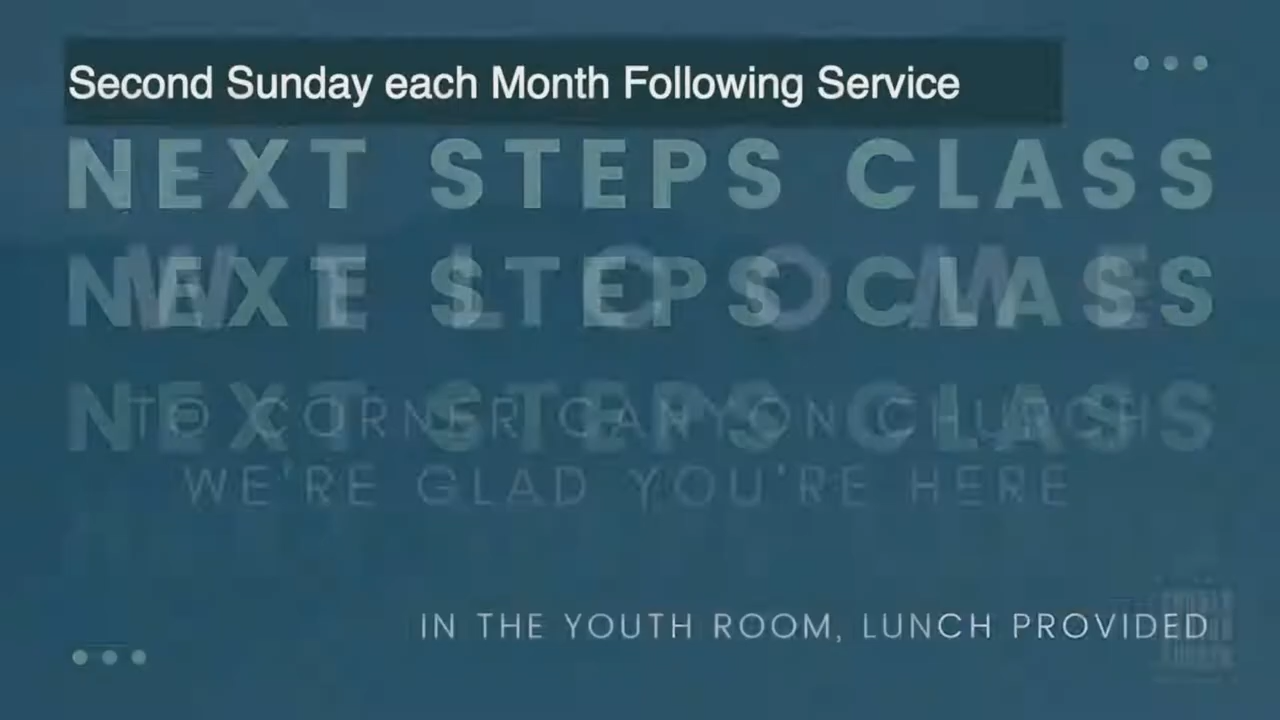 Second Sunday each Month Following Service
NEXT STEPS CLASS
NEXT STEPS CLASS
WELCOME
NEXT STEPS CLASS
TO CORNER CANYON CHURCH
WE'RE GLAD YOU'RE HERE
IN THE YOUTH ROOM, LUNCH PROVIDED